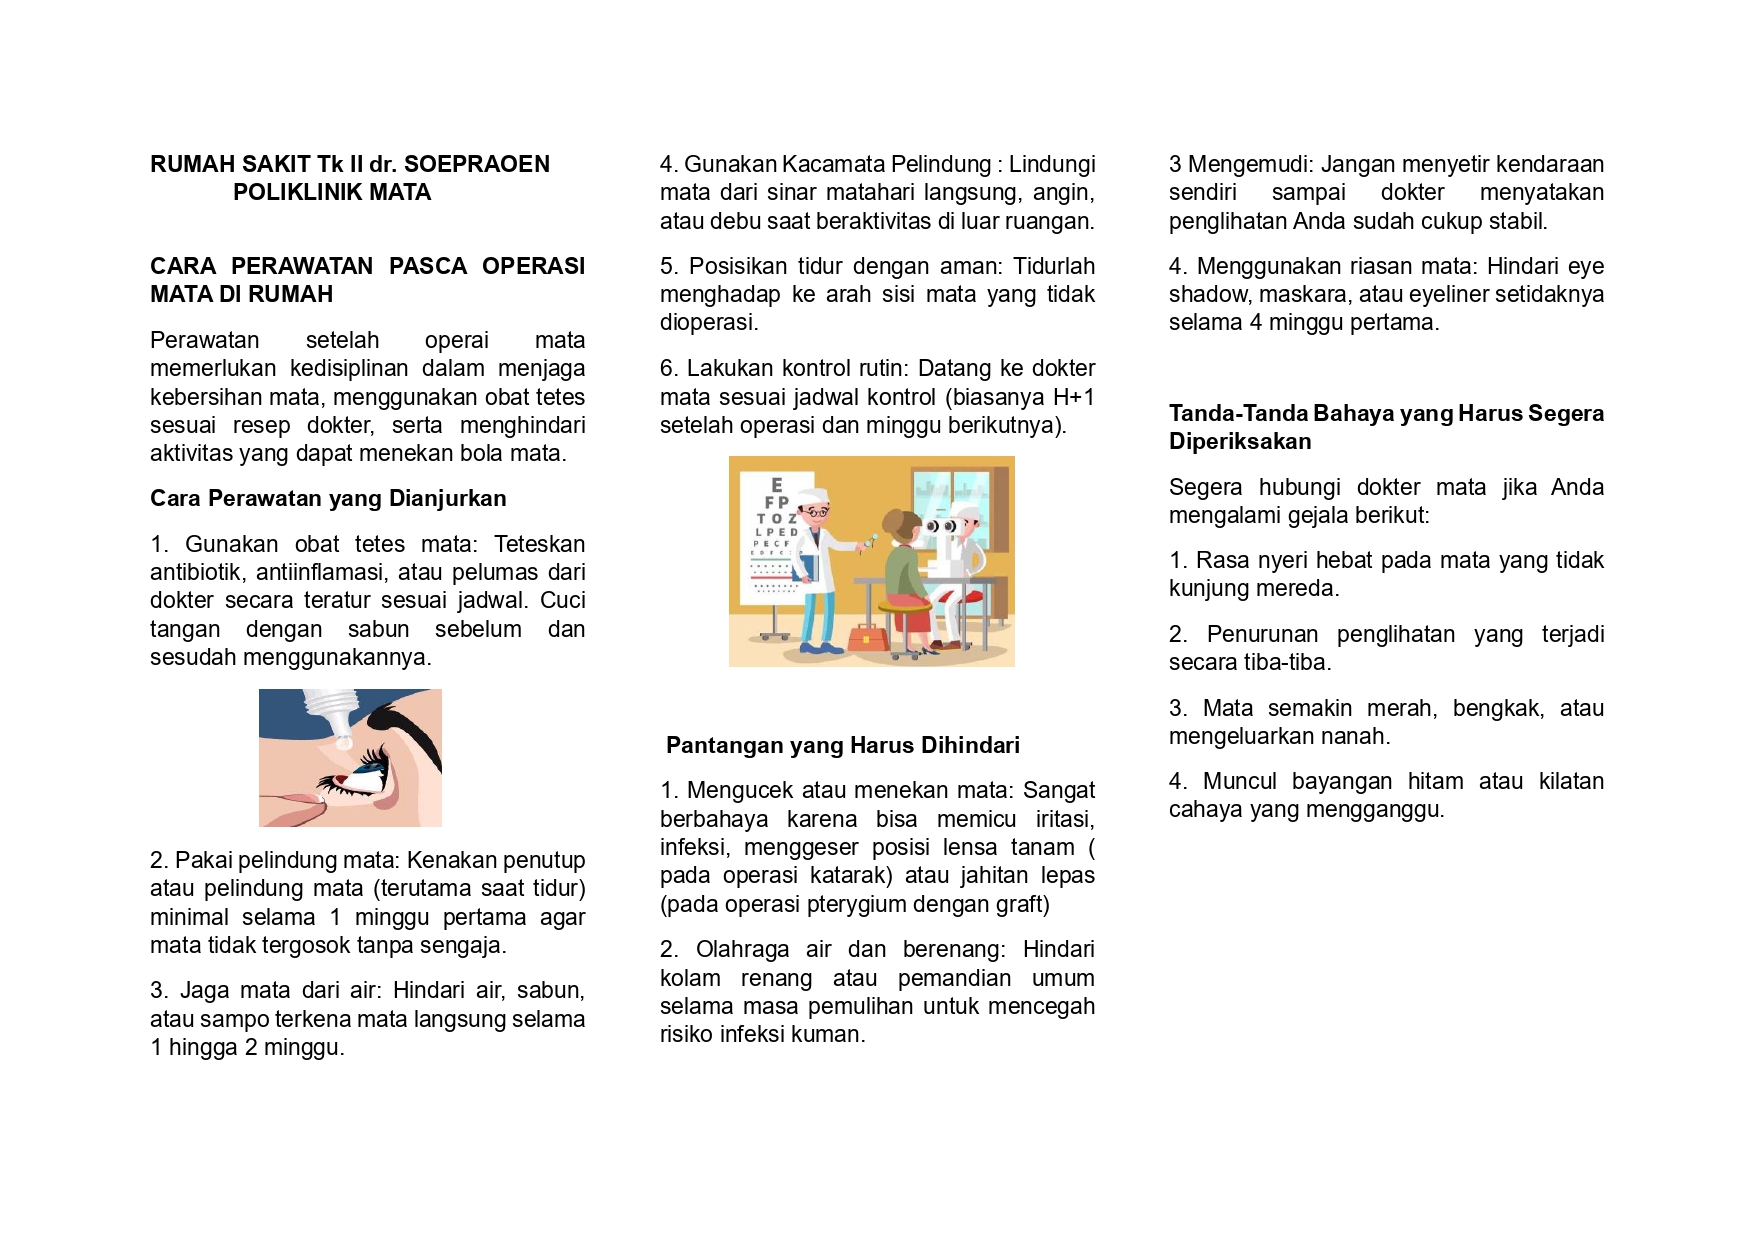 RUMAH SAKIT Tk II dr. SOEPRAOEN
POLIKLINIK MATA
CARA PERAWATAN PASCA OPERASI
MATA DI RUMAH
Perawatan setelah operai mata
memerlukan kedisiplinan dalam menjaga
kebersihan mata, menggunakan obat tetes
sesuai resep dokter, serta menghindari
aktivitas yang dapat menekan bola mata.
Cara Perawatan yang Dianjurkan
1. Gunakan obat tetes mata: Teteskan
antibiotik, antiinflamasi, atau pelumas dari
dokter secara teratur sesuai jadwal. Cuci
tangan dengan sabun sebelum dan
sesudah menggunakannya.
2. Pakai pelindung mata: Kenakan penutup
atau pelindung mata (terutama saat tidur)
minimal selama 1 minggu pertama agar
mata tidak tergosok tanpa sengaja.
3. Jaga mata dari air: Hindari air, sabun,
atau sampo terkena mata langsung selama
1 hingga 2 minggu.
4. Gunakan Kacamata Pelindung : Lindungi
mata dari sinar matahari langsung, angin,
atau debu saat beraktivitas di luar ruangan.
5. Posisikan tidur dengan aman: Tidurlah
menghadap ke arah sisi mata yang tidak
dioperasi.
6. Lakukan kontrol rutin: Datang ke dokter
mata sesuai jadwal kontrol (biasanya H+1
setelah operasi dan minggu berikutnya).
E
F P
T O Z
L P E D
P E C F
Pantangan yang Harus Dihindari
1. Mengucek atau menekan mata: Sangat
berbahaya karena bisa memicu iritasi,
infeksi, menggeser posisi lensa tanam (
pada operasi katarak) atau jahitan lepas
(pada operasi pterygium dengan graft)
2. Olahraga air dan berenang: Hindari
kolam renang atau pemandian umum
selama masa pemulihan untuk mencegah
risiko infeksi kuman.
3 Mengemudi: Jangan menyetir kendaraan
sendiri sampai dokter menyatakan
penglihatan Anda sudah cukup stabil.
4. Menggunakan riasan mata: Hindari eye
shadow, maskara, atau eyeliner setidaknya
selama 4 minggu pertama.
Tanda-Tanda Bahaya yang Harus Segera
Diperiksakan
Segera hubungi dokter mata jika Anda
mengalami gejala berikut:
1. Rasa nyeri hebat pada mata yang tidak
kunjung mereda.
2. Penurunan penglihatan yang terjadi
secara tiba-tiba.
3. Mata semakin merah, bengkak, atau
mengeluarkan nanah.
4. Muncul bayangan hitam atau kilatan
cahaya yang mengganggu.